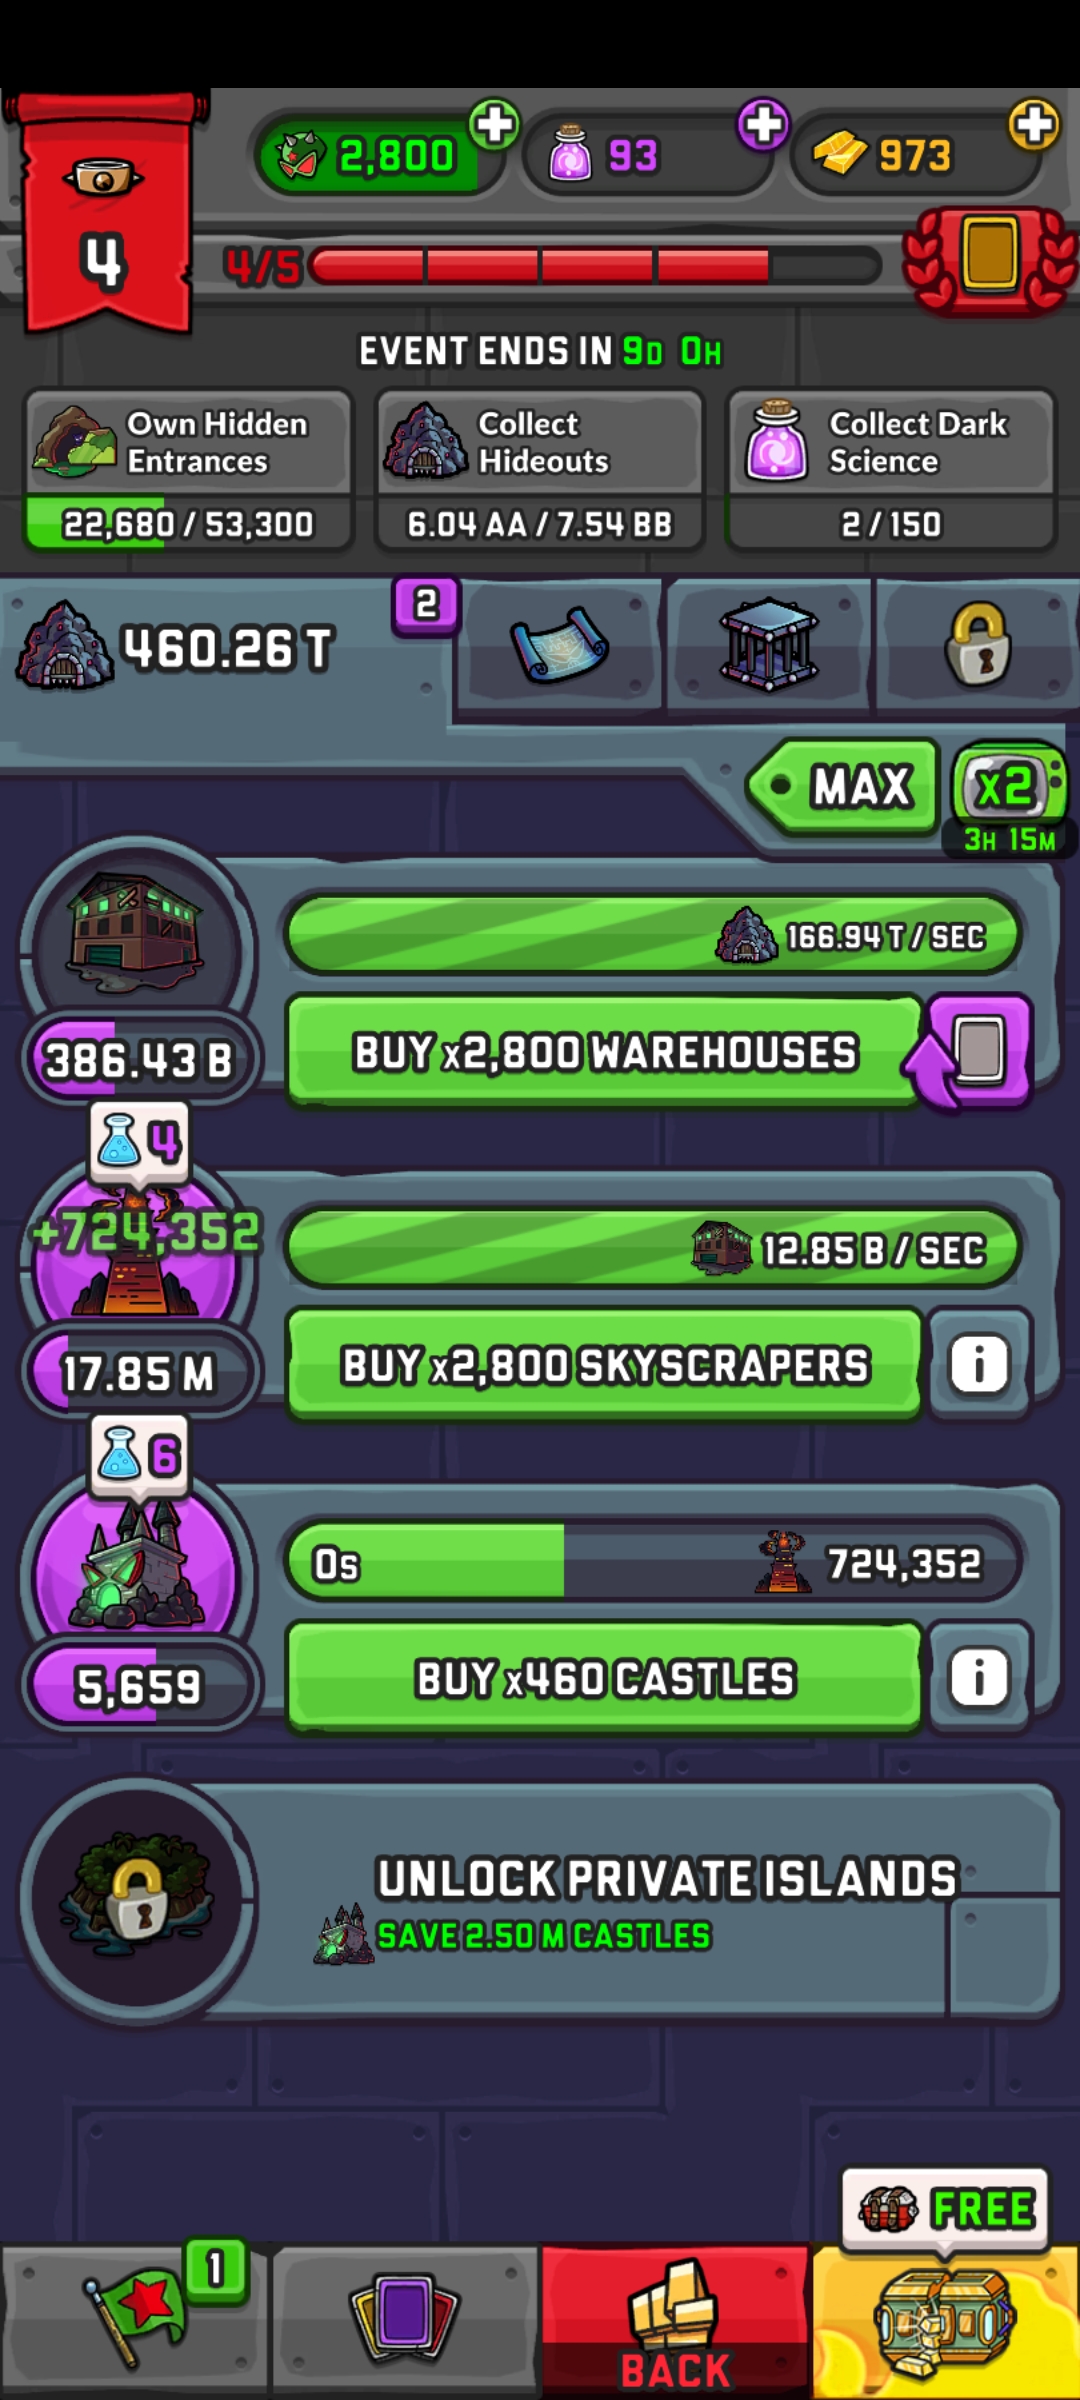 2,800
93
973
4
4/5
EVENT ENDS IN 9D 0H
Own Hidden
Entrances
22,680 / 53,300
Collect
Hideouts
6.04 AA / 7.54 BB
Collect Dark
Science
2 / 150
460.26 T
2
MAX
x2
3H 15M
166.94 T / SEC
386.43 B
BUY x2,800 WAREHOUSES
4
+724,352
12.85 B / SEC
17.85 M
BUY x2,800 SKYSCRAPERS
i
6
0s
724,352
5,659
BUY x460 CASTLES
i
UNLOCK PRIVATE ISLANDS
SAVE 2.50 M CASTLES
FREE
1
BACK